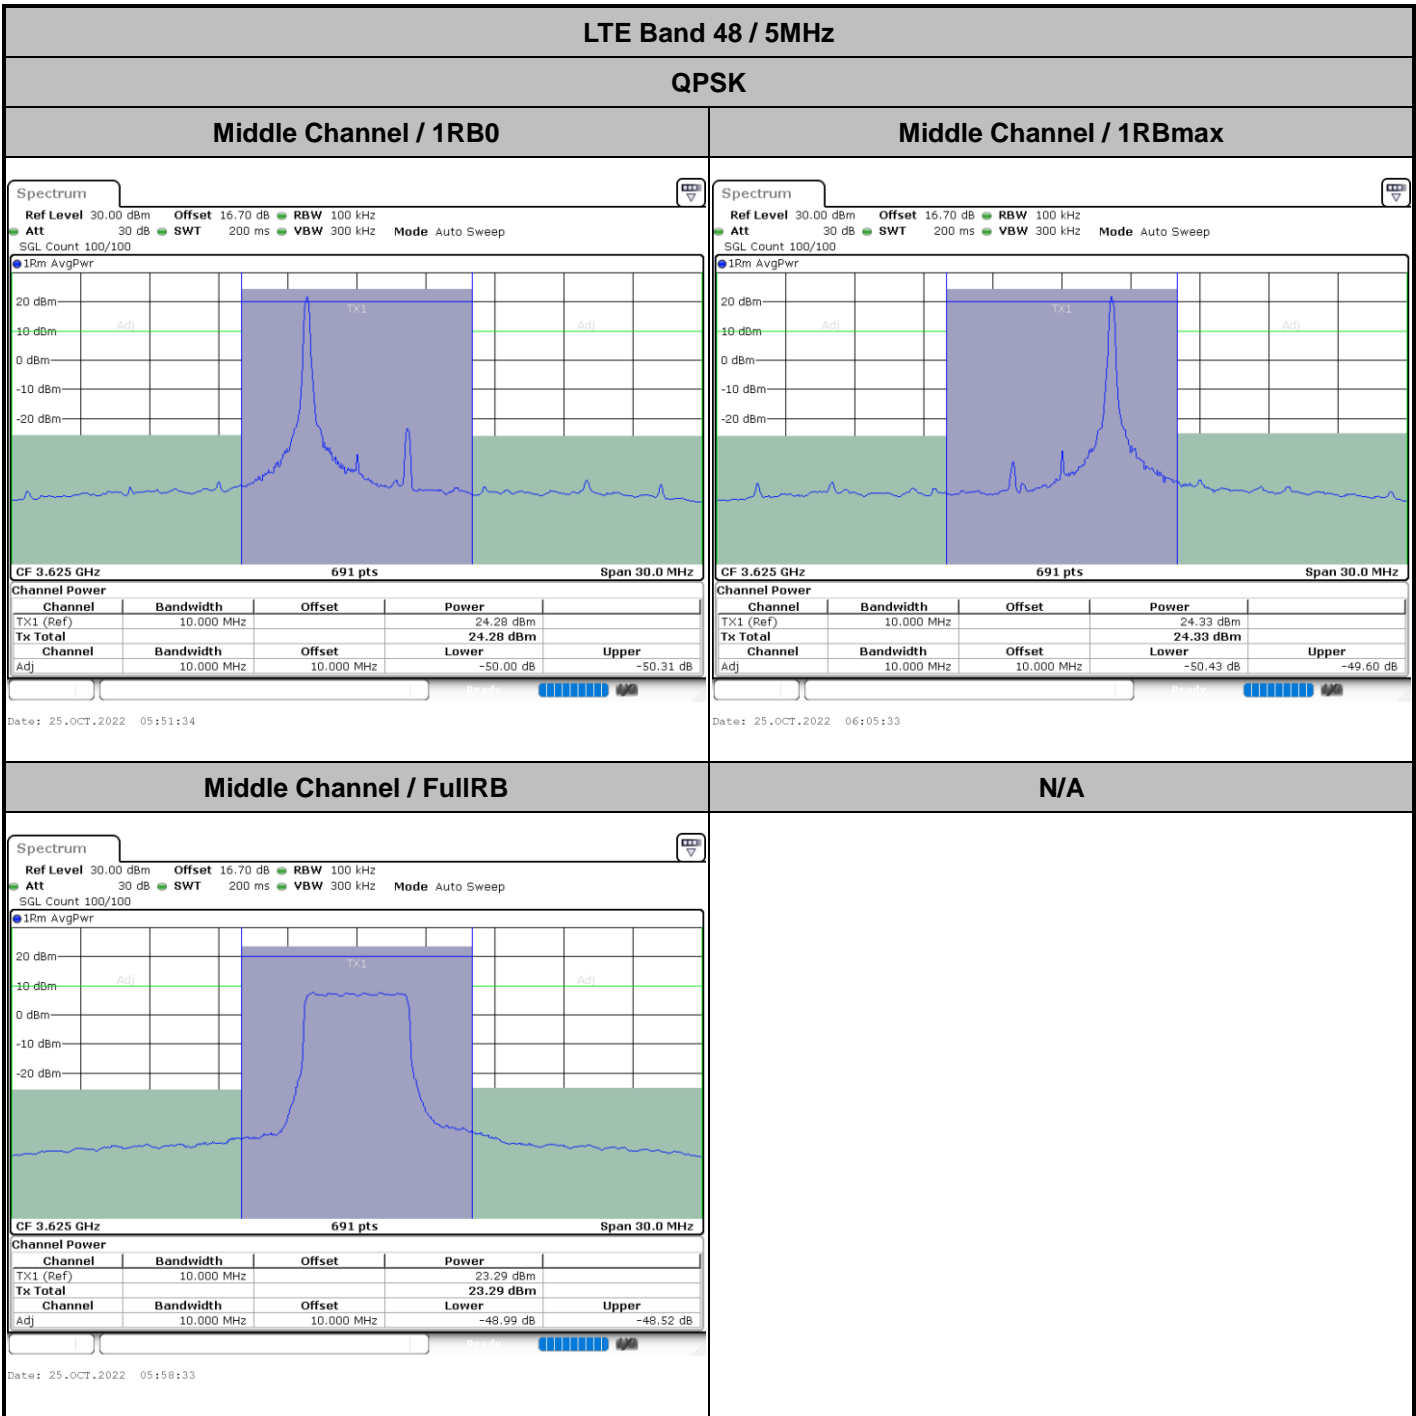 LTE Band 48 / 5MHz
QPSK
Middle Channel / 1RB0
Middle Channel / 1RBmax
Spectrum
Ref Level 30.00 dBm Offset 16.70 dB RBW 100 kHz
Att 30 dB SWT 200 ms VBW 300 kHz Mode Auto Sweep
SGL Count 100/100
1Rm AvgPwr
TX1
20 dBm
Adj
Adj
10 dBm
0 dBm
-10 dBm
-20 dBm
CF 3.625 GHz 691 pts Span 30.0 MHz
Channel Power
Channel Bandwidth Offset Power
TX1 (Ref) 10.000 MHz 24.28 dBm
Tx Total 24.28 dBm
Channel Bandwidth Offset Lower Upper
Adj 10.000 MHz 10.000 MHz -50.00 dB -50.31 dB
Ready
Date: 25.OCT.2022 05:51:34
Spectrum
Ref Level 30.00 dBm Offset 16.70 dB RBW 100 kHz
Att 30 dB SWT 200 ms VBW 300 kHz Mode Auto Sweep
SGL Count 100/100
1Rm AvgPwr
20 dBm
TX1
Adj
Adj
10 dBm
0 dBm
-10 dBm
-20 dBm
CF 3.625 GHz 691 pts Span 30.0 MHz
Channel Power
Channel Bandwidth Offset Power
TX1 (Ref) 10.000 MHz 24.33 dBm
Tx Total 24.33 dBm
Channel Bandwidth Offset Lower Upper
Adj 10.000 MHz 10.000 MHz -50.43 dB -49.60 dB
Ready
Date: 25.OCT.2022 06:05:33
Middle Channel / FullRB
N/A
Spectrum
Ref Level 30.00 dBm Offset 16.70 dB RBW 100 kHz
Att 30 dB SWT 200 ms VBW 300 kHz Mode Auto Sweep
SGL Count 100/100
1Rm AvgPwr
20 dBm
TX1
Adj
Adj
10 dBm
0 dBm
-10 dBm
-20 dBm
CF 3.625 GHz 691 pts Span 30.0 MHz
Channel Power
Channel Bandwidth Offset Power
TX1 (Ref) 10.000 MHz 23.29 dBm
Tx Total 23.29 dBm
Channel Bandwidth Offset Lower Upper
Adj 10.000 MHz 10.000 MHz -48.99 dB -48.52 dB
Ready
Date: 25.OCT.2022 05:58:33